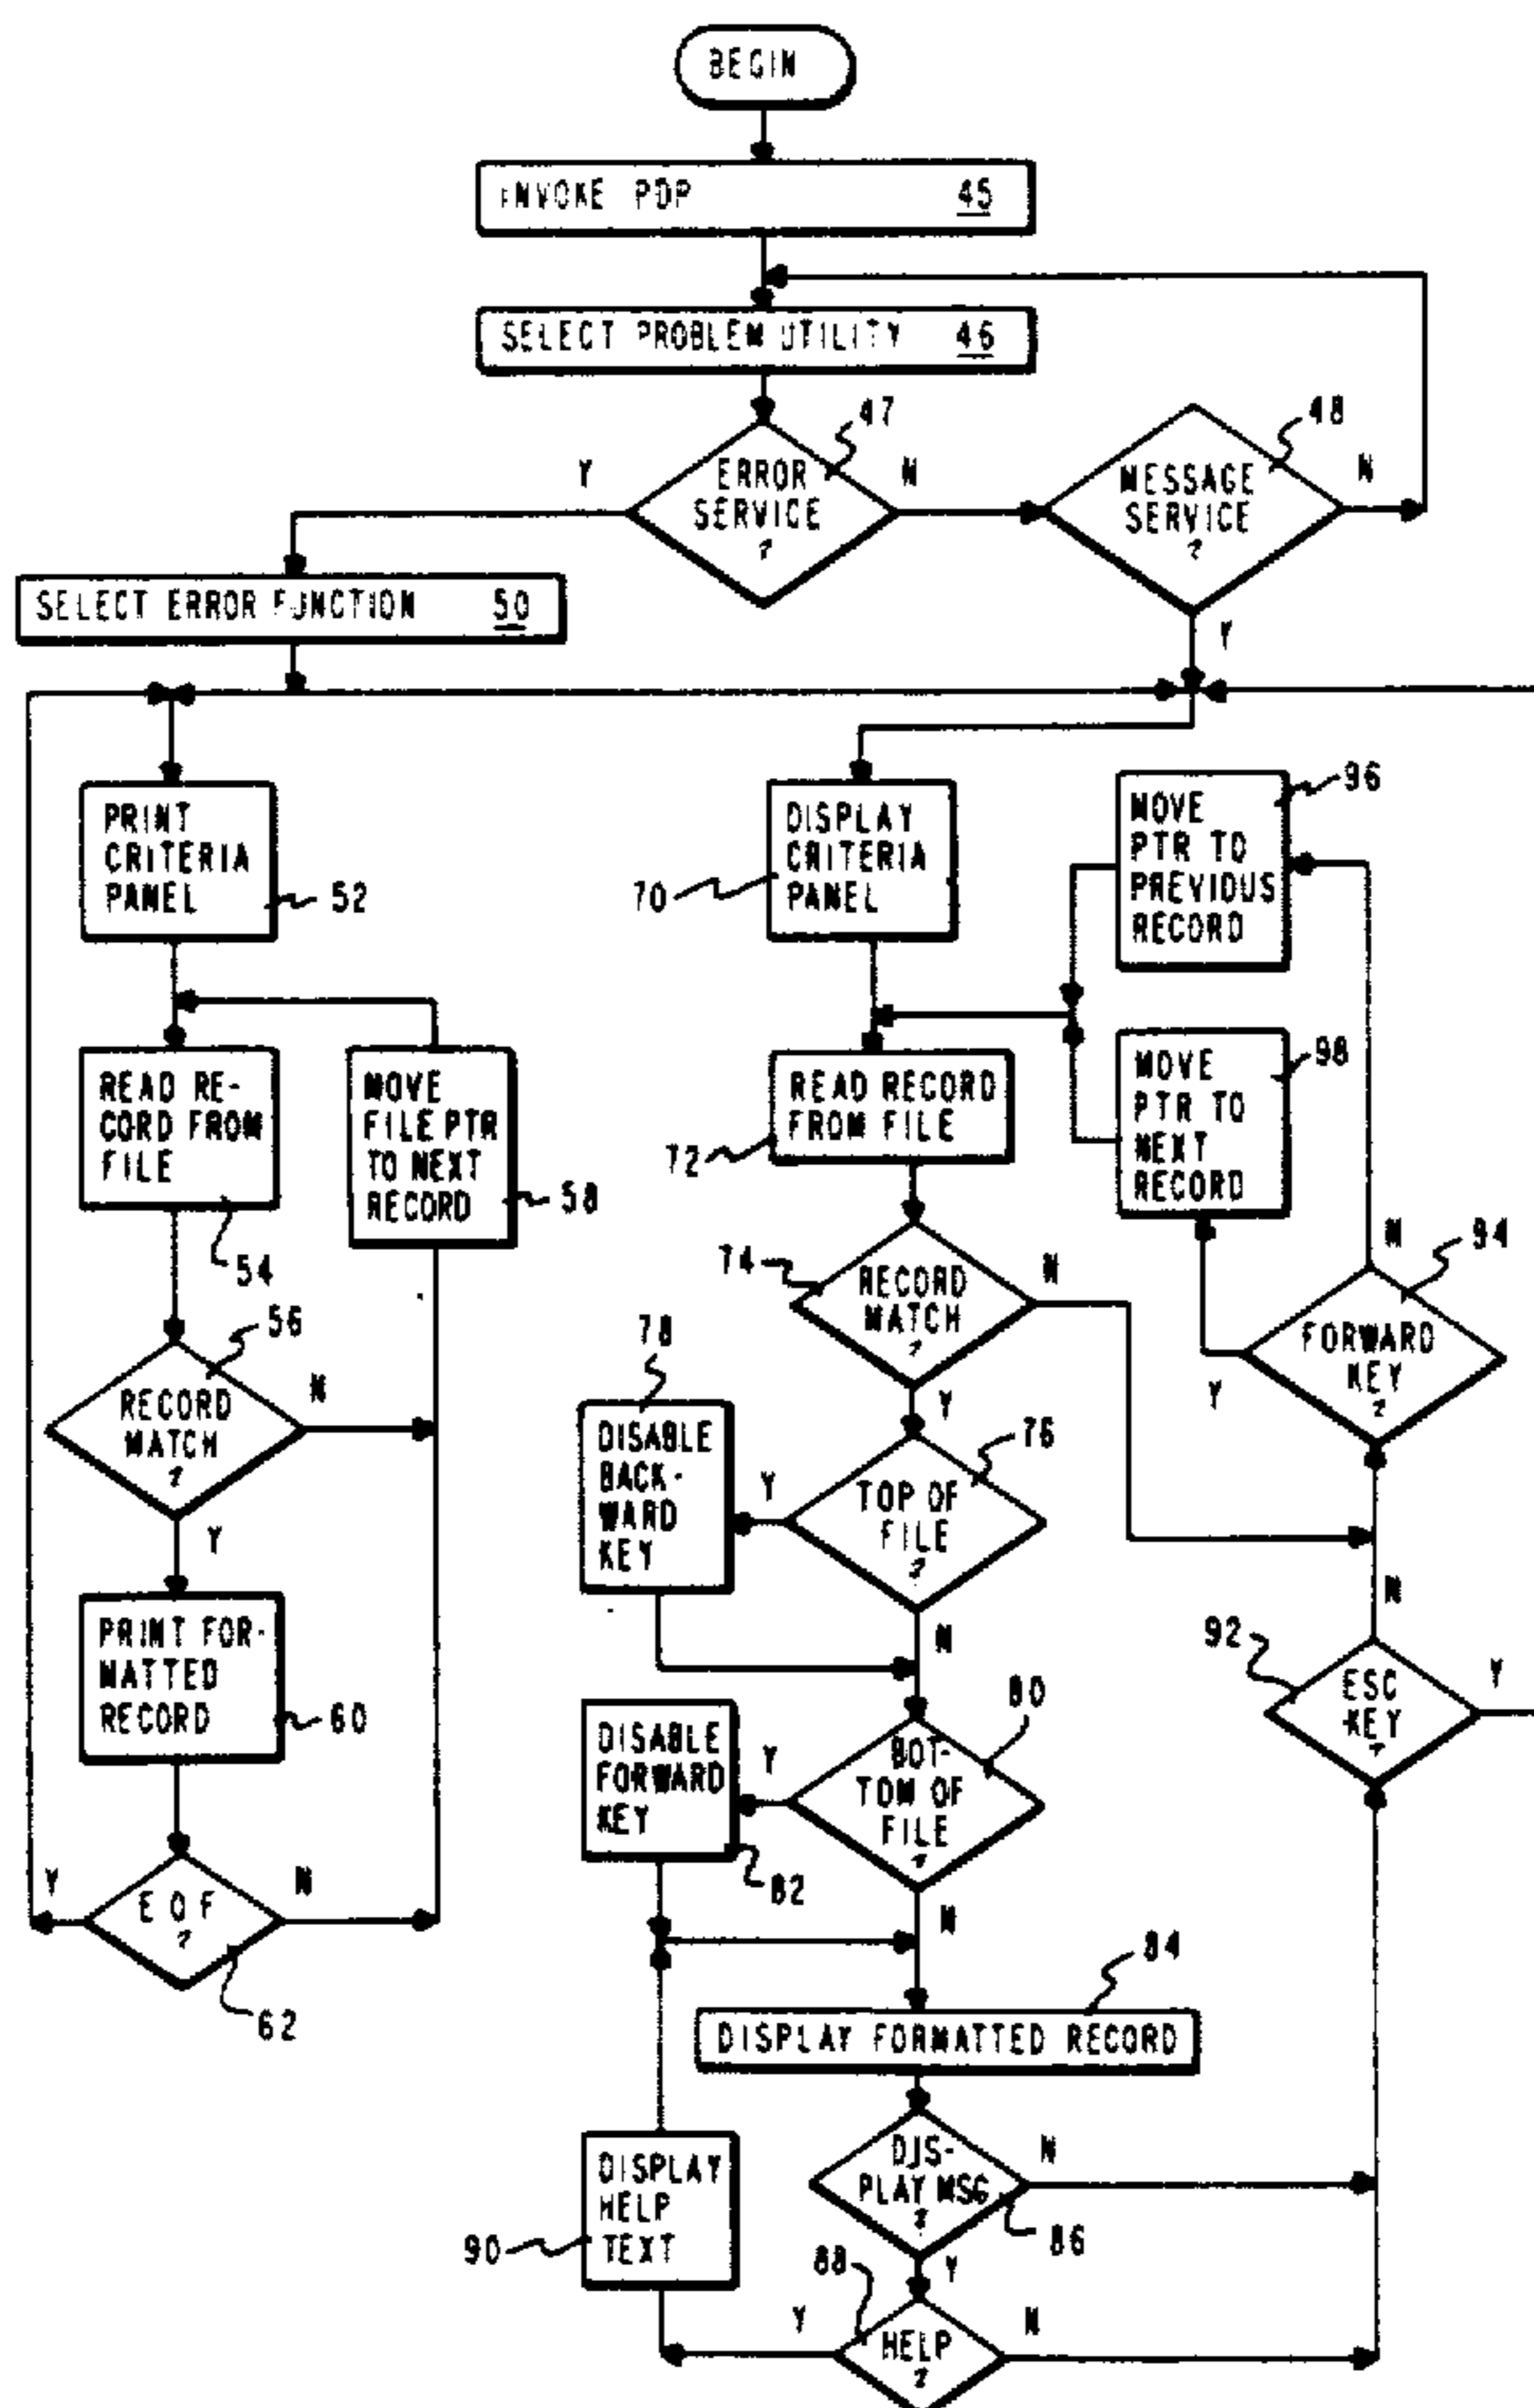 BEGIN
INVOKE PDP 45
SELECT PROBLEM UTILITY 46
47
Y
ERROR
SERVICE
?
N
48
MESSAGE
SERVICE
?
N
Y
SELECT ERROR FUNCTION 50
PRINT
CRITERIA
PANEL
52
READ RE-
CORD FROM
FILE
54
MOVE
FILE PTR
TO NEXT
RECORD
58
56
RECORD
MATCH
?
N
Y
PRINT FOR-
MATTED
RECORD
60
Y
EOF
?
N
62
DISPLAY
CRITERIA
PANEL
70
MOVE
PTR TO
PREVIOUS
RECORD
96
READ RECORD
FROM FILE
72
MOVE
PTR TO
NEXT
RECORD
98
74
RECORD
MATCH
?
N
Y
N
94
FORWARD
KEY
?
Y
78
DISABLE
BACK-
WARD
KEY
Y
76
TOP OF
FILE
?
N
N
92
ESC
KEY
?
Y
DISABLE
FORWARD
KEY
82
Y
80
BOT-
TOM OF
FILE
?
N
84
DISPLAY FORMATTED RECORD
DIS-
PLAY MSG
?
N
86
Y
DISPLAY
HELP
TEXT
90
88
Y
HELP
?
N